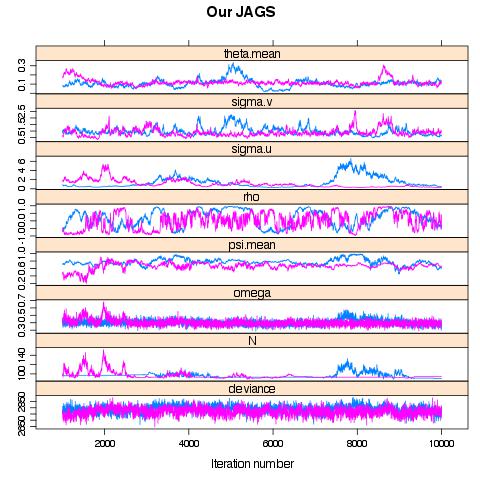 Our JAGS
theta.mean
0.1 0.3
sigma.v
sigma.u
0 2 4 6
rho
psi.mean
omega
N
100 140
deviance
2000 4000 6000 8000 10000
Iteration number